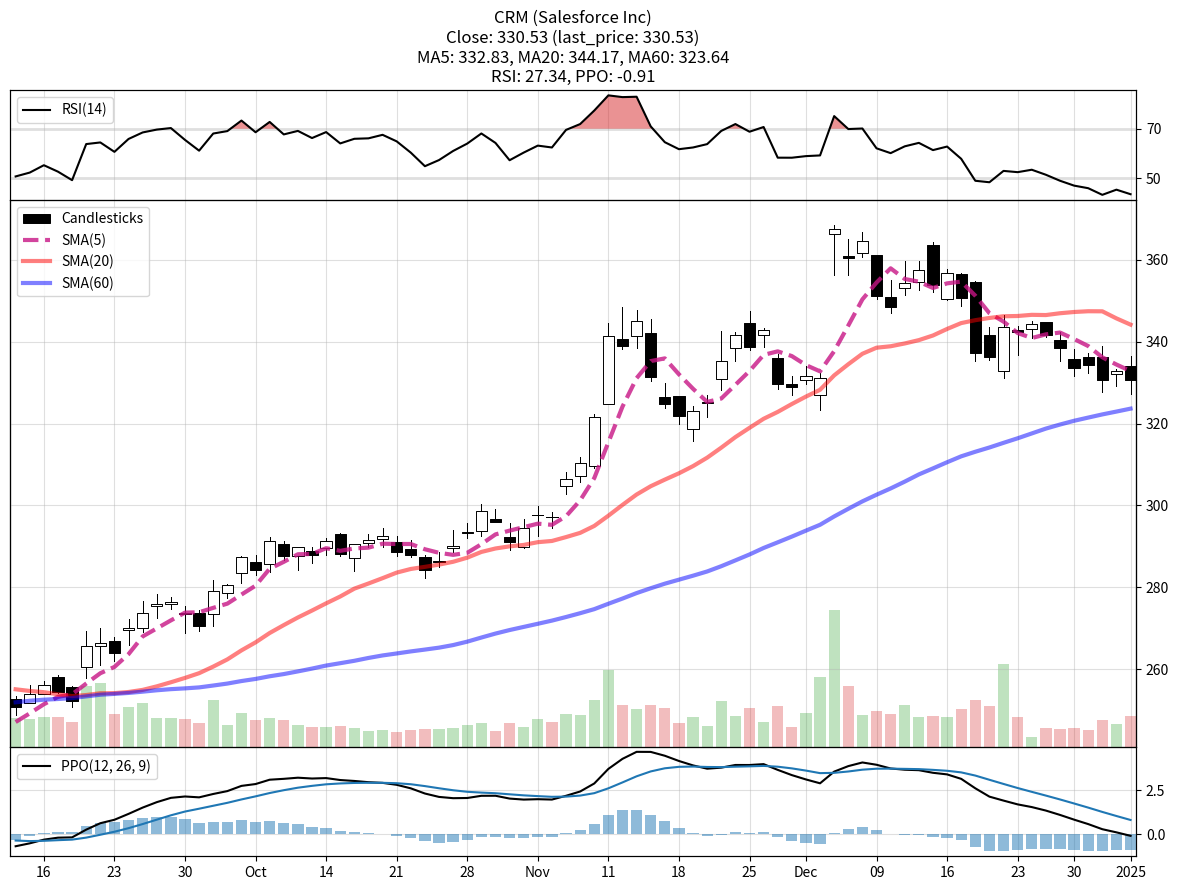 CRM (Salesforce Inc)
Close: 330.53 (last_price: 330.53)
MA5: 332.83, MA20: 344.17, MA60: 323.64
RSI: 27.34, PPO: -0.91
RSI(14)
70
50
Candlesticks
SMA(5)
SMA(20)
SMA(60)
360
340
320
300
280
260
PPO(12, 26, 9)
2.5
0.0
16 23 30 Oct 14 21 28 Nov 11 18 25 Dec 09 16 23 30 2025